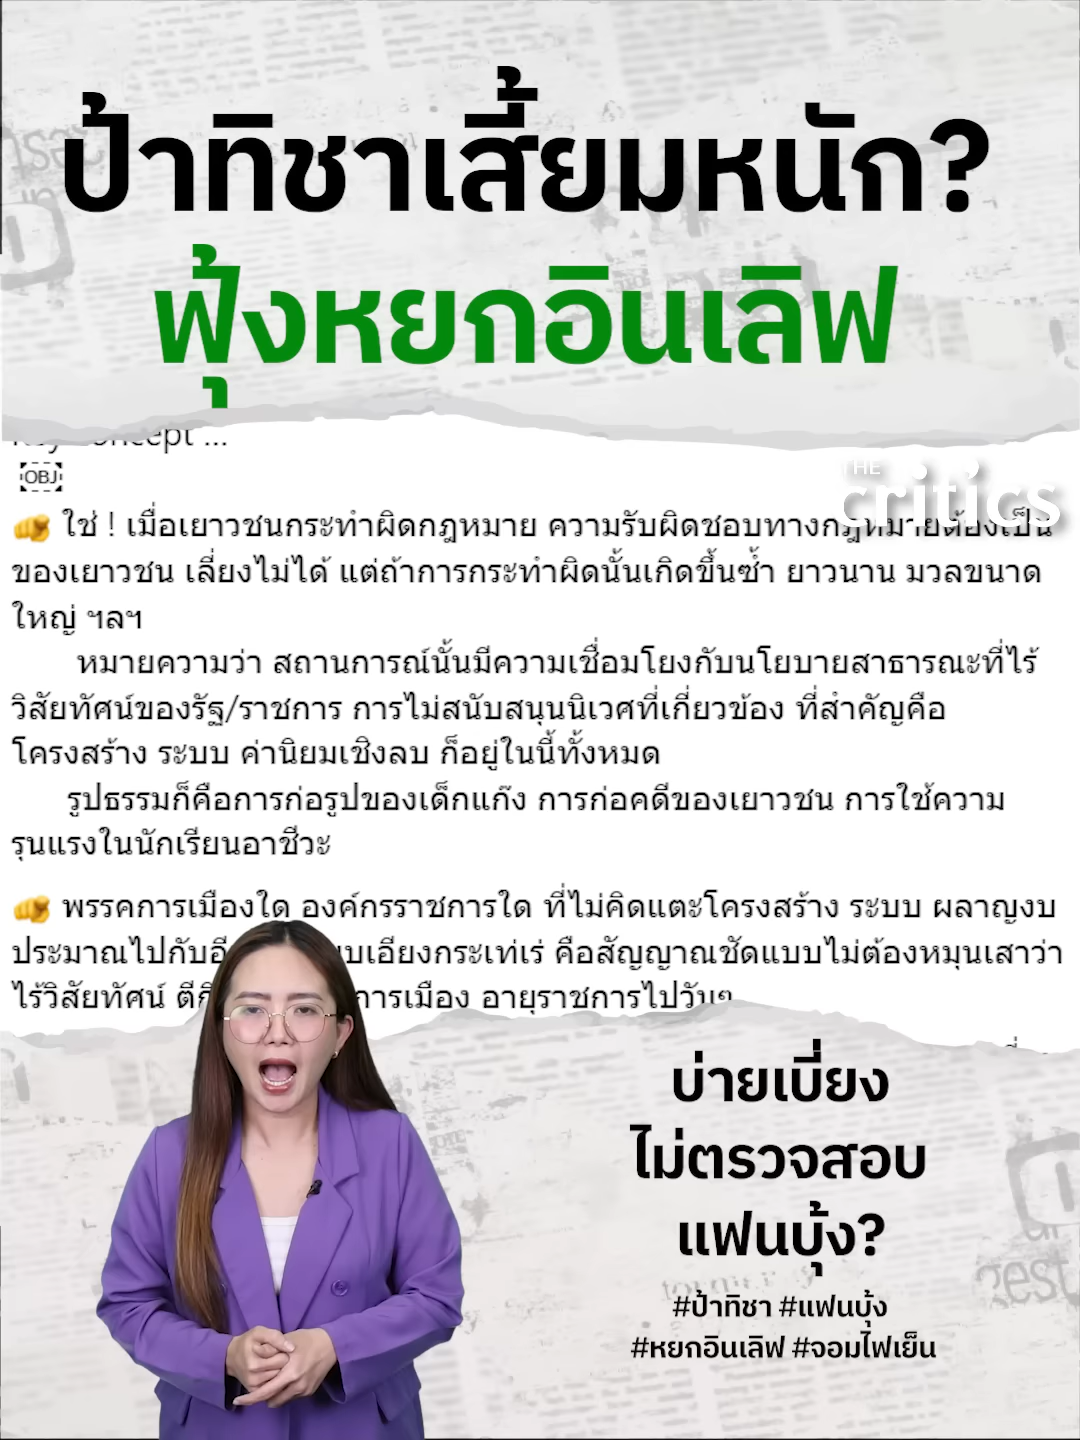 ป้าทิชาเสี้ยมหนัก?
ฟุ้งหยกอินเลิฟ
Key Concept ...
OBJ
THE
critics
🫵 ใช่ ! เมื่อเยาวชนกระทำผิดกฎหมาย ความรับผิดชอบทางกฎหมายต้องเป็น
ของเยาวชน เลี่ยงไม่ได้ แต่ถ้าการกระทำผิดนั้นเกิดขึ้นซ้ำ ยาวนาน มวลขนาด
ใหญ่ ฯลฯ
หมายความว่า สถานการณ์นั้นมีความเชื่อมโยงกับนโยบายสาธารณะที่ไร้
วิสัยทัศน์ของรัฐ/ราชการ การไม่สนับสนุนนิเวศที่เกี่ยวข้อง ที่สำคัญคือ
โครงสร้าง ระบบ ค่านิยมเชิงลบ ก็อยู่ในนี้ทั้งหมด
รูปธรรมก็คือการก่อรูปของเด็กแก๊ง การก่อคดีของเยาวชน การใช้ความ
รุนแรงในนักเรียนอาชีวะ
🫵 พรรคการเมืองใด องค์กรราชการใด ที่ไม่คิดแตะโครงสร้าง ระบบ ผลาญงบ
ประมาณไปกับ บเอียงกระเท่เร่ คือสัญญาณชัดแบบไม่ต้องหมุนเสาว่า
ไร้วิสัยทัศน์ การเมือง อายุราชการไปวันๆ
บ่ายเบี่ยง
ไม่ตรวจสอบ
แฟนบุ้ง?
#ป้าทิชา #แฟนบุ้ง
#หยกอินเลิฟ #จอมไฟเย็น